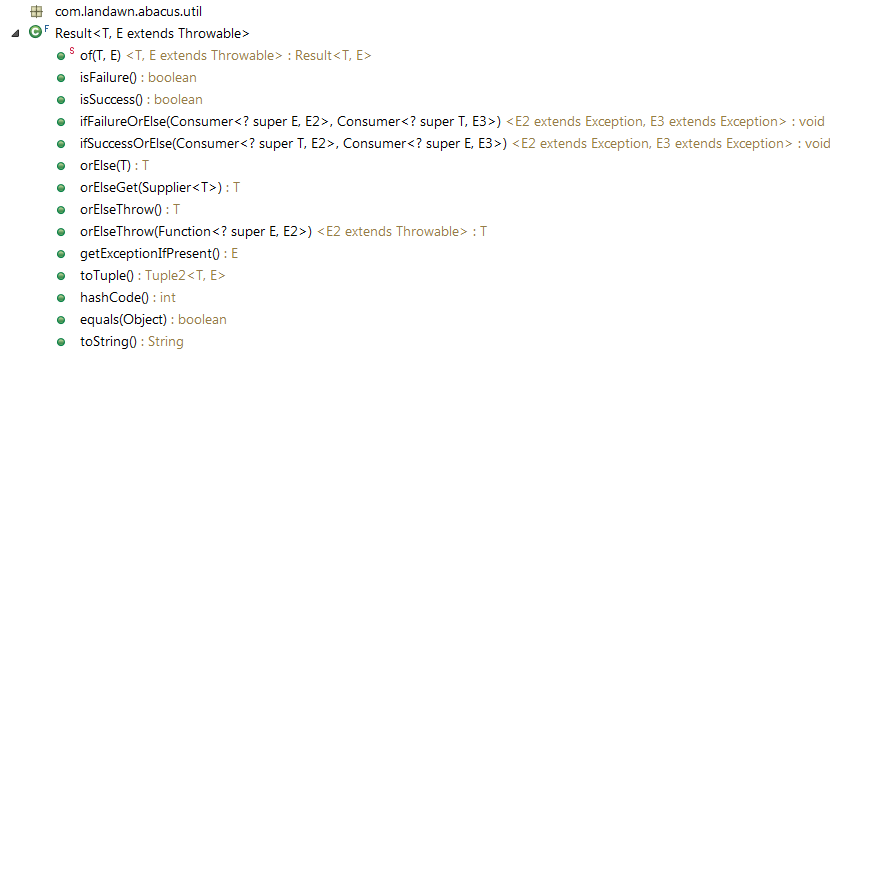 com.landawn.abacus.util
C F Result<T, E extends Throwable>
S of(T, E) <T, E extends Throwable> : Result<T, E>
isFailure() : boolean
isSuccess() : boolean
ifFailureOrElse(Consumer<? super E, E2>, Consumer<? super T, E3>) <E2 extends Exception, E3 extends Exception> : void
ifSuccessOrElse(Consumer<? super T, E2>, Consumer<? super E, E3>) <E2 extends Exception, E3 extends Exception> : void
orElse(T) : T
orElseGet(Supplier<T>) : T
orElseThrow() : T
orElseThrow(Function<? super E, E2>) <E2 extends Throwable> : T
getExceptionIfPresent() : E
toTuple() : Tuple2<T, E>
hashCode() : int
equals(Object) : boolean
toString() : String